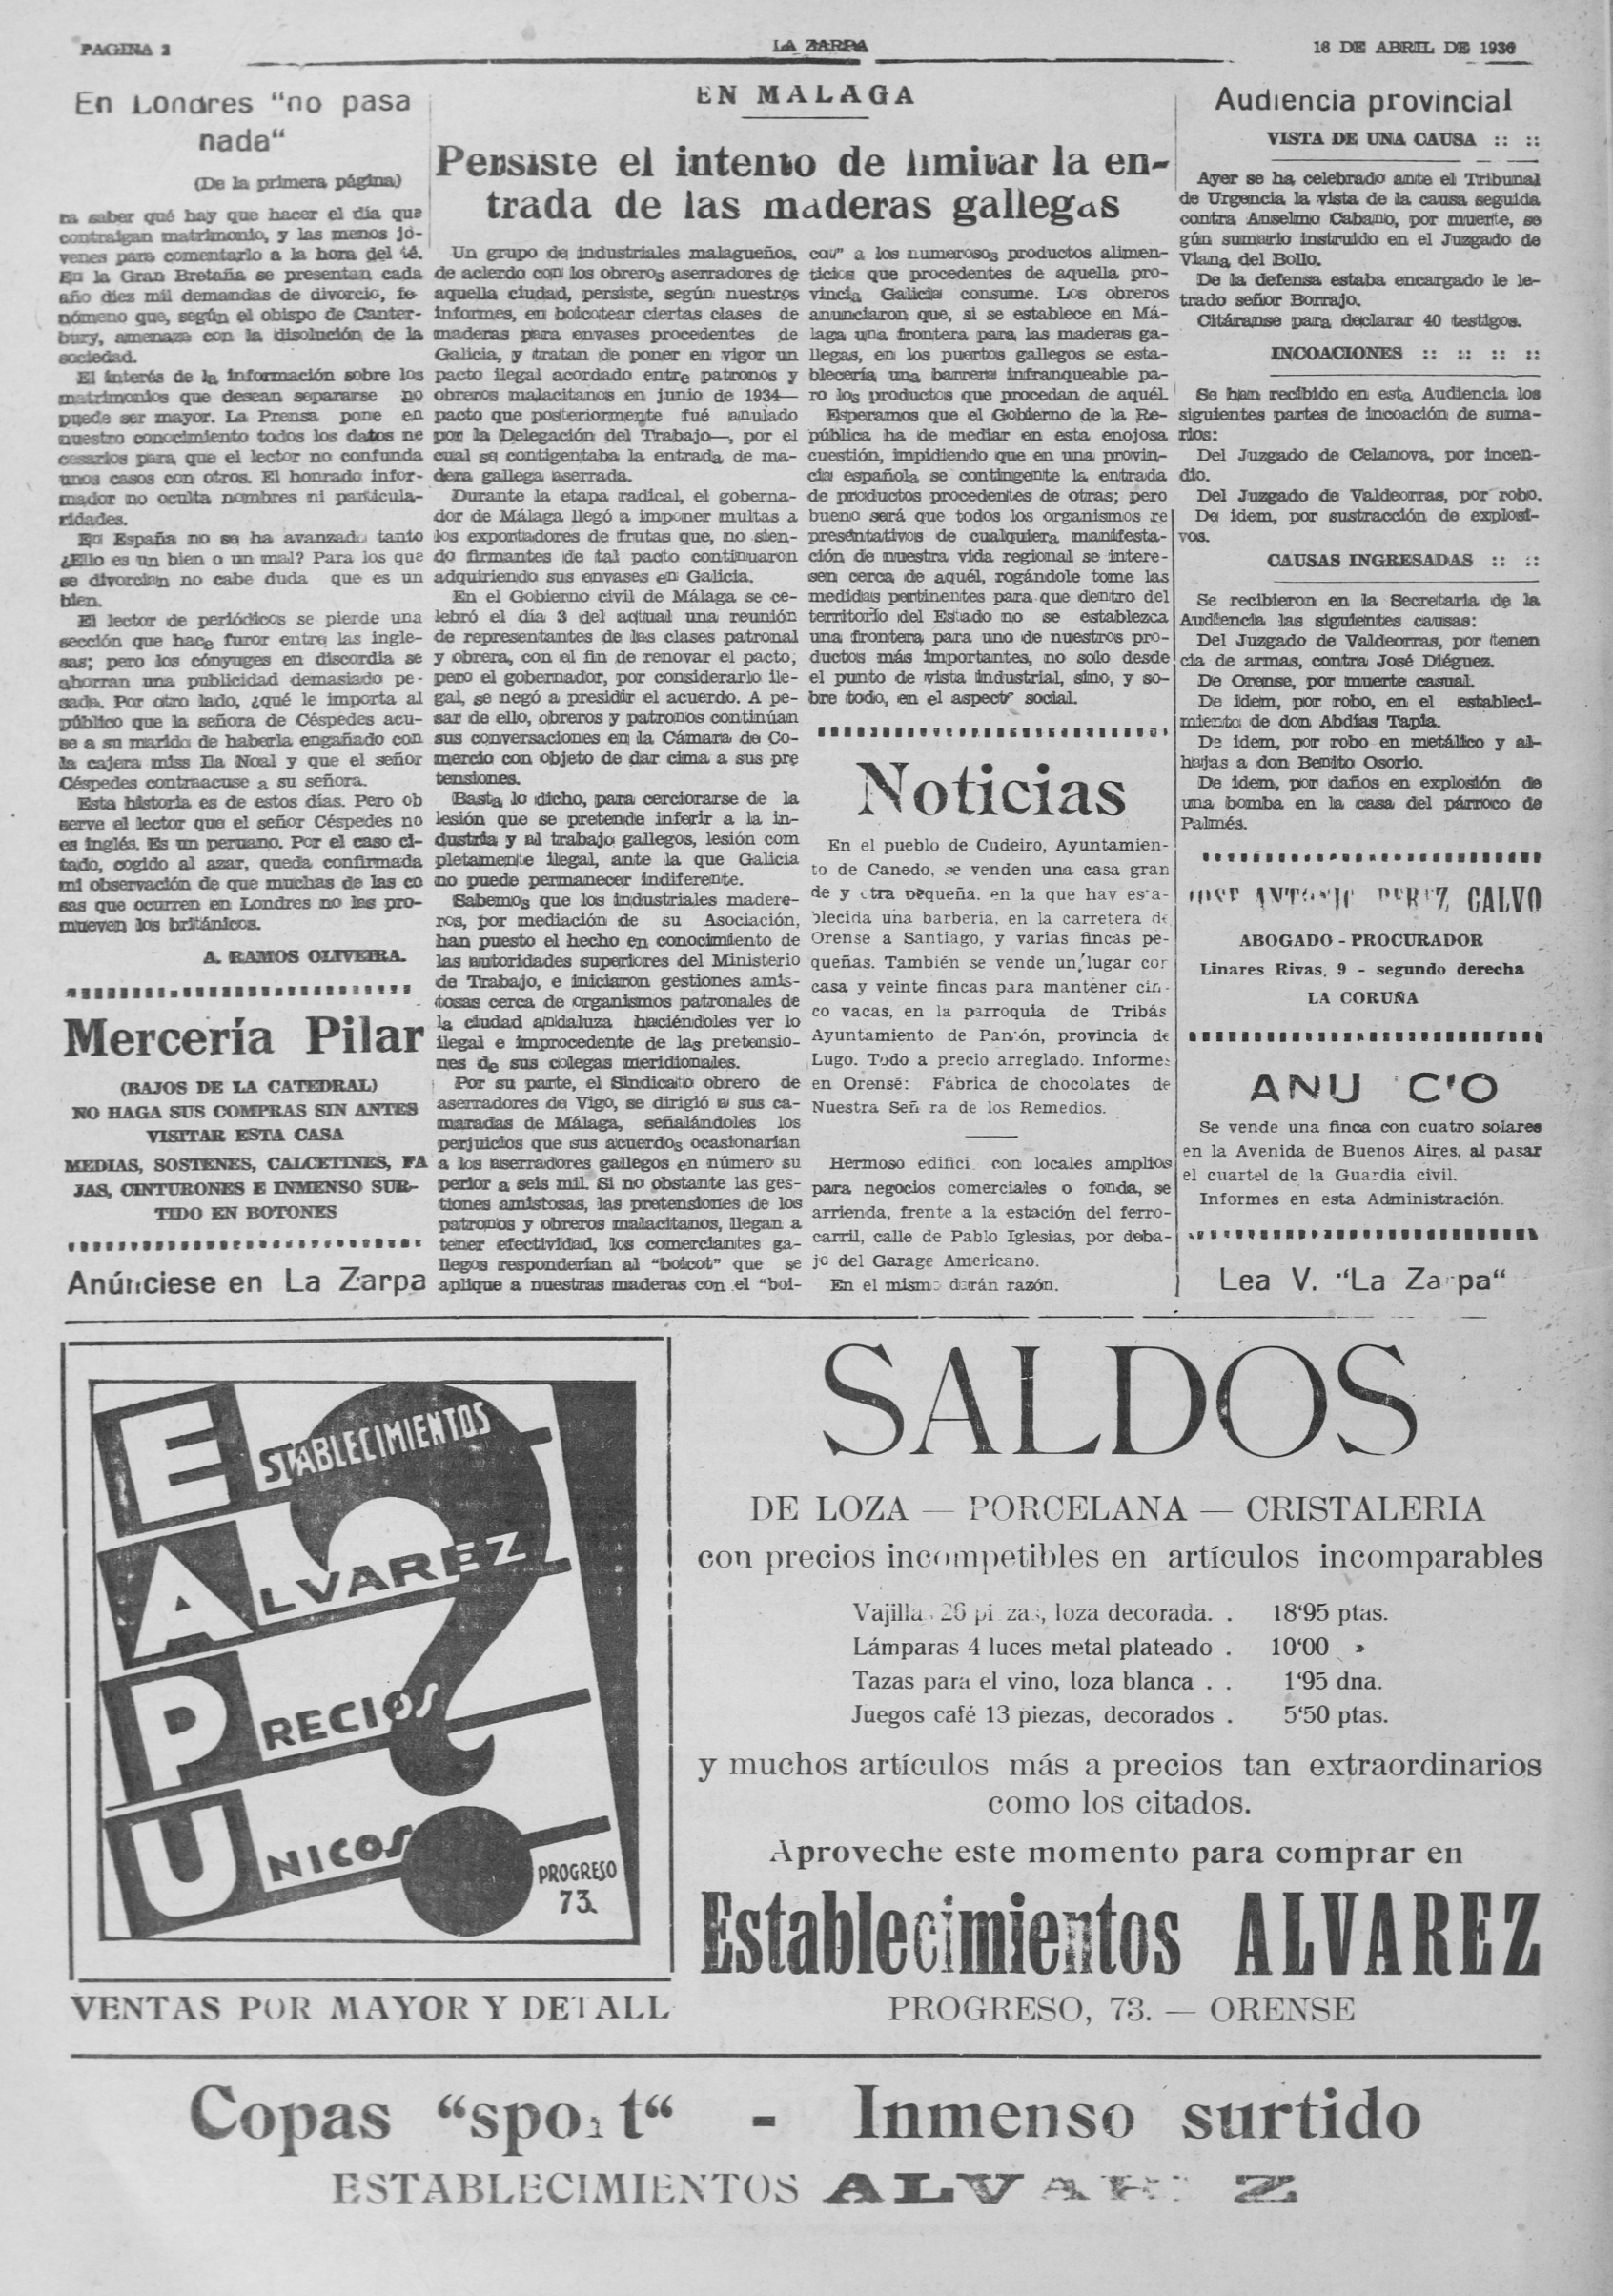 PAGINA 2
LA ZARPA
16 DE ABRIL DE 1936
En Londres "no pasa
nada"
(De la primera página)
ra saber qué hay que hacer el día que
contraigan matrimonio, y las menos jó-
venes para comentarlo a la hora del té.
En la Gran Bretaña se presentan cada
año diez mil demandas de divorcio, fe-
nómeno que, según el obispo de Canter-
bury, amenaza con la disolución de la
sociedad.
El interés de la información sobre los
matrimonios que desean separarse no
puede ser mayor. La Prensa pone en
nuestro conocimiento todos los datos ne
cesarios para que el lector no confunda
unos casos con otros. El honrado infor-
mador no oculta nombres ni particula-
ridades.
En España no se ha avanzado tanto
¿Ello es un bien o un mal? Para los que
se divorcian no cabe duda que es un
bien.
El lector de periódicos se pierde una
sección que hace furor entre las ingle-
sas; pero los cónyuges en discordia se
ahorran una publicidad demasiado pe-
sada. Por otro lado, ¿qué le importa al
público que la señora de Céspedes acu-
se a su marido de haberla engañado con
la cajera miss Ila Noal y que el señor
Céspedes contraacuse a su señora.
Esta historia es de estos días. Pero ob
serve el lector que el señor Céspedes no
es inglés. Es un peruano. Por el caso ci-
tado, cogido al azar, queda confirmada
mi observación de que muchas de las co
sas que ocurren en Londres no las pro-
mueven los británicos.
A. RAMOS OLIVEIRA.
Mercería Pilar
(BAJOS DE LA CATEDRAL)
NO HAGA SUS COMPRAS SIN ANTES
VISITAR ESTA CASA
MEDIAS, SOSTENES, CALCETINES, FA
JAS, CINTURONES E INMENSO SUR-
TIDO EN BOTONES
Anúnciese en La Zarpa
EN MALAGA
Persiste el intento de limitar la en-
trada de las maderas gallegas
Un grupo de industriales malagueños,
de acierdo con los obreros aserradores de
aquella ciudad, persiste, según nuestros
informes, en boicotear ciertas clases de
maderas para envases procedentes de
Galicia, y tratan de poner en vigor un
pacto ilegal acordado entre patronos y
obreros malacitanos en junio de 1934—
pacto que posteriormente fué anulado
por la Delegación del Trabajo—, por el
cual se contigentaba la entrada de ma-
dera gallega aserrada.
Durante la etapa radical, el goberna-
dor de Málaga llegó a imponer multas a
los exportadores de frutas que, no sien-
do firmantes de tal pacto continuaron
adquiriendo sus envases en Galicia.
En el Gobierno civil de Málaga se ce-
lebró el día 3 del actual una reunión
de representantes de las clases patronal
y obrera, con el fin de renovar el pacto;
pero el gobernador, por considerarlo ile-
gal, se negó a presidir el acuerdo. A pe-
sar de ello, obreros y patronos continúan
sus conversaciones en la Cámara de Co-
mercio con objeto de dar cima a sus pre
tensiones.
Basta lo dicho, para cerciorarse de la
lesión que se pretende inferir a la in-
dustria y al trabajo gallegos, lesión com
pletamente ilegal, ante la que Galicia
no puede permanecer indiferente.
Sabemos que los industriales madere-
ros, por mediación de su Asociación,
han puesto el hecho en conocimiento de
las autoridades superiores del Ministerio
de Trabajo, e iniciaron gestiones amis-
tosas cerca de organismos patronales de
la ciudad andaluza haciéndoles ver lo
ilegal e improcedente de las pretensio-
nes de sus colegas meridionales.
Por su parte, el Sindicato obrero de
aserradores de Vigo, se dirigió a sus ca-
maradas de Málaga, señalándoles los
perjuicios que sus acuerdos ocasionarían
a los aserradores gallegos en número su
perior a seis mil. Si no obstante las ges-
tiones amistosas, las pretensiones de los
patronos y obreros malacitanos, llegan a
tener efectividad, los comerciantes ga-
llegos responderían al "boicot" que se
aplique a nuestras maderas con el "boi-
cot" a los numerosos productos alimen-
ticios que procedentes de aquella pro-
vincia Galicia consume. Los obreros
anunciaron que, si se establece en Má-
laga una frontera para las maderas ga-
llegas, en los puertos gallegos se esta-
blecería una barrera infranqueable pa-
ro los productos que procedan de aquél.
Esperamos que el Gobierno de la Re-
pública ha de mediar en esta enojosa
cuestión, impidiendo que en una provin-
cia española se contingente la entrada
de productos procedentes de otras; pero
bueno será que todos los organismos re
presentativos de cualquiera manifesta-
ción de nuestra vida regional se intere-
sen cerca de aquél, rogándole tome las
medidas pertinentes para que dentro del
territorio del Estado no se establezca
una frontera para uno de nuestros pro-
ductos más importantes, no solo desde
el punto de vista industrial, sino, y so-
bre todo, en el aspecto social.
Noticias
En el pueblo de Cudeiro, Ayuntamien-
to de Canedo, se venden una casa gran
de y otra pequeña, en la que hay esta-
blecida una barbería, en la carretera de
Orense a Santiago, y varias fincas pe-
queñas. También se vende un lugar con
casa y veinte fincas para mantener cin-
co vacas, en la parroquia de Tribás
Ayuntamiento de Pantón, provincia de
Lugo. Todo a precio arreglado. Informes
en Orense: Fábrica de chocolates de
Nuestra Señora de los Remedios.
Hermoso edifici con locales amplios
para negocios comerciales o fonda, se
arrienda, frente a la estación del ferro-
carril, calle de Pablo Iglesias, por deba-
jo del Garage Americano.
En el mismo darán razón.
Audiencia provincial
VISTA DE UNA CAUSA :: ::
Ayer se ha celebrado ante el Tribunal
de Urgencia la vista de la causa seguida
contra Anselmo Cabano, por muerte, se
gún sumario instruido en el Juzgado de
Viana del Bollo.
De la defensa estaba encargado le le-
trado señor Borrajo.
Citáranse para declarar 40 testigos.
INCOACIONES :: :: :: ::
Se han recibido en esta Audiencia los
siguientes partes de incoación de suma-
rios:
Del Juzgado de Celanova, por incen-
dio.
Del Juzgado de Valdeorras, por robo.
De idem, por sustracción de explosi-
vos.
CAUSAS INGRESADAS :: ::
Se recibieron en la Secretaria de la
Audiencia las siguientes causas:
Del Juzgado de Valdeorras, por tenen
cia de armas, contra José Diéguez.
De Orense, por muerte casual.
De idem, por robo, en el estableci-
miento de don Abdías Tapia.
De idem, por robo en metálico y al-
hajas a don Benito Osorio.
De idem, por daños en explosión de
una bomba en la casa del párroco de
Palmés.
JOSE ANTONIO PEREZ CALVO
ABOGADO - PROCURADOR
Linares Rivas, 9 - segundo derecha
LA CORUÑA
ANU C'O
Se vende una finca con cuatro solares
en la Avenida de Buenos Aires, al pasar
el cuartel de la Guardia civil.
Informes en esta Administración.
Lea V. "La Zarpa"
ESTABLECIMIENTOS
ALVAREZ
PRECIOS
UNICOS
PROGRESO
73.
VENTAS POR MAYOR Y DETALL
SALDOS
DE LOZA — PORCELANA — CRISTALERIA
con precios incompetibles en artículos incomparables
Vajillas 26 piezas, loza decorada. . 18'95 ptas.
Lámparas 4 luces metal plateado . 10'00 »
Tazas para el vino, loza blanca . . 1'95 dna.
Juegos café 13 piezas, decorados . 5'50 ptas.
y muchos artículos más a precios tan extraordinarios
como los citados.
Aproveche este momento para comprar en
Establecimientos ALVAREZ
PROGRESO, 73. — ORENSE
Copas "sport" - Inmenso surtido
ESTABLECIMIENTOS ALVAREZ